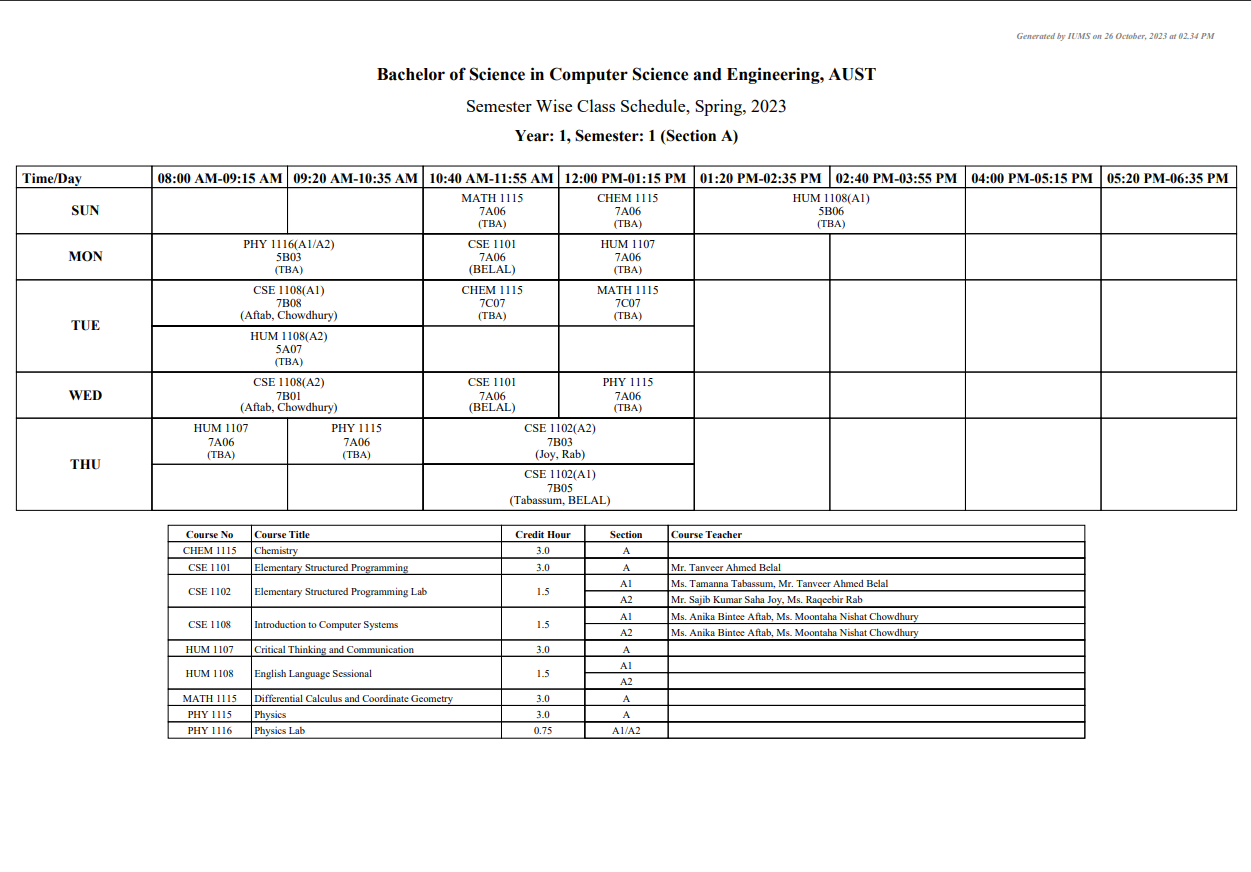 Generated by IUMS on 26 October, 2023 at 02.34 PM
Bachelor of Science in Computer Science and Engineering, AUST
Semester Wise Class Schedule, Spring, 2023
Year: 1, Semester: 1 (Section A)
Time/Day 08:00 AM-09:15 AM 09:20 AM-10:35 AM 10:40 AM-11:55 AM 12:00 PM-01:15 PM 01:20 PM-02:35 PM 02:40 PM-03:55 PM 04:00 PM-05:15 PM 05:20 PM-06:35 PM
SUN
MATH 1115
7A06
(TBA)
CHEM 1115
7A06
(TBA)
HUM 1108(A1)
5B06
(TBA)
MON
PHY 1116(A1/A2)
5B03
(TBA)
CSE 1101
7A06
(BELAL)
HUM 1107
7A06
(TBA)
TUE
CSE 1108(A1)
7B08
(Aftab, Chowdhury)
CHEM 1115
7C07
(TBA)
MATH 1115
7C07
(TBA)
HUM 1108(A2)
5A07
(TBA)
WED
CSE 1108(A2)
7B01
(Aftab, Chowdhury)
CSE 1101
7A06
(BELAL)
PHY 1115
7A06
(TBA)
THU
HUM 1107
7A06
(TBA)
PHY 1115
7A06
(TBA)
CSE 1102(A2)
7B03
(Joy, Rab)
CSE 1102(A1)
7B05
(Tabassum, BELAL)
Course No Course Title Credit Hour Section Course Teacher
CHEM 1115 Chemistry 3.0 A
CSE 1101 Elementary Structured Programming 3.0 A Mr. Tanveer Ahmed Belal
CSE 1102 Elementary Structured Programming Lab 1.5 A1 Ms. Tamanna Tabassum, Mr. Tanveer Ahmed Belal
A2 Mr. Sajib Kumar Saha Joy, Ms. Raqeebir Rab
CSE 1108 Introduction to Computer Systems 1.5 A1 Ms. Anika Bintee Aftab, Ms. Moontaha Nishat Chowdhury
A2 Ms. Anika Bintee Aftab, Ms. Moontaha Nishat Chowdhury
HUM 1107 Critical Thinking and Communication 3.0 A
HUM 1108 English Language Sessional 1.5 A1
A2
MATH 1115 Differential Calculus and Coordinate Geometry 3.0 A
PHY 1115 Physics 3.0 A
PHY 1116 Physics Lab 0.75 A1/A2